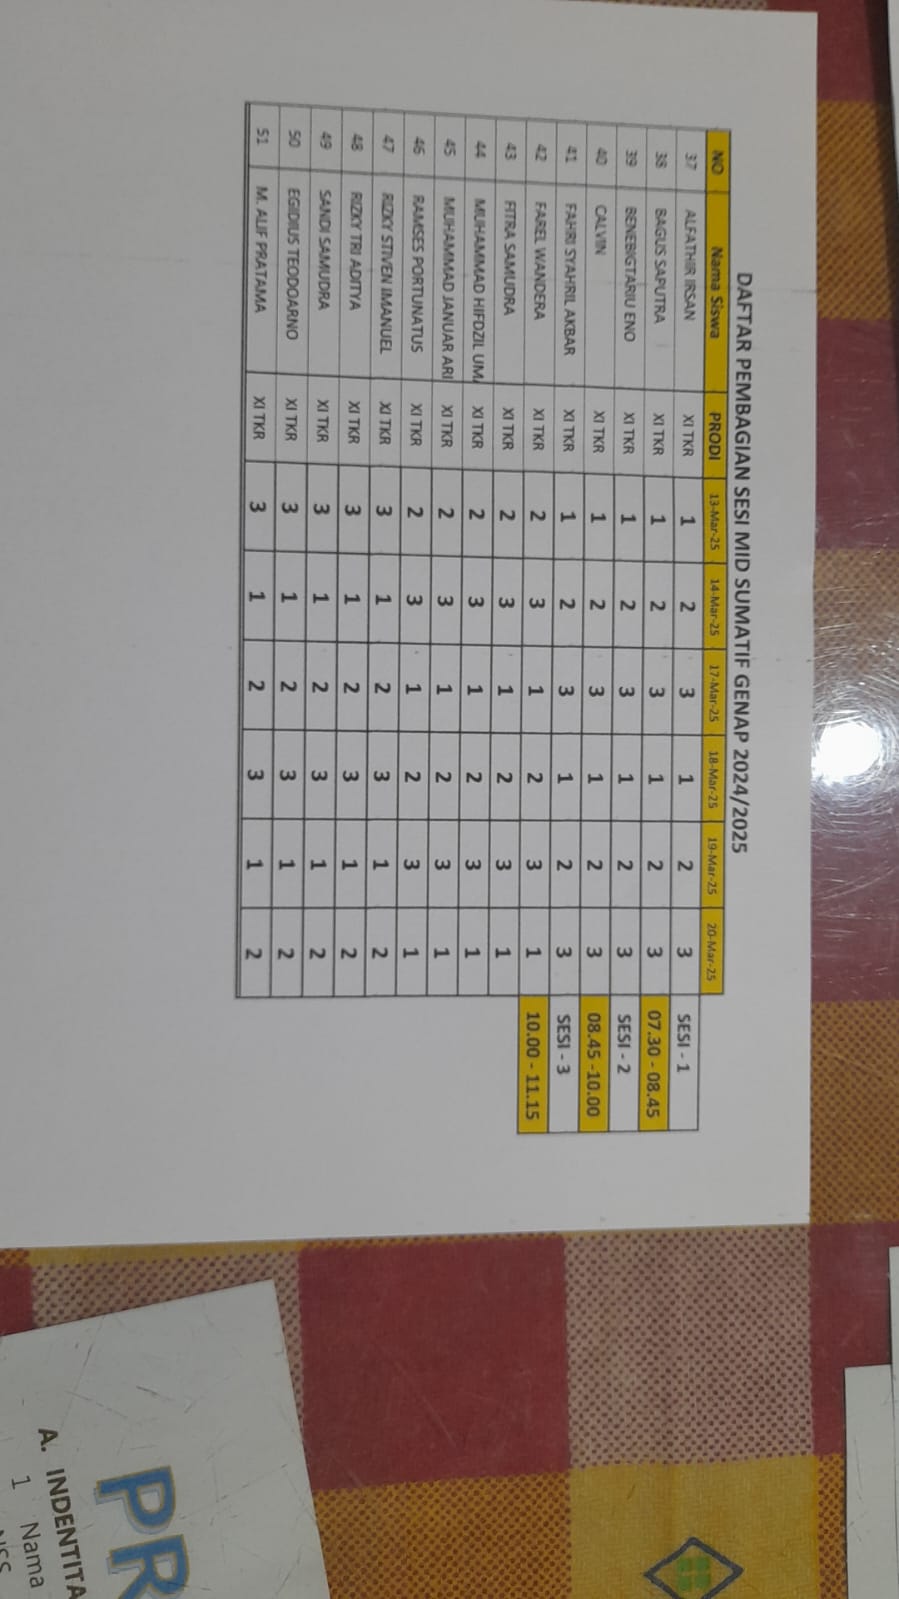 DAFTAR PEMBAGIAN SESI MID SUMATIF GENAP 2024/2025
NO Nama Siswa PRODI 13-Mar-25 14-Mar-25 17-Mar-25 18-Mar-25 19-Mar-25 20-Mar-25
37 ALFATHIR IRSAN XI TKR 1 2 3 1 2 3 SESI - 1
38 BAGUS SAPUTRA XI TKR 1 2 3 1 2 3 07.30 - 08.45
39 BENEBIGTARIU ENO XI TKR 1 2 3 1 2 3 SESI - 2
40 CALVIN XI TKR 1 2 3 1 2 3 08.45 -10.00
41 FAHRI SYAHRIL AKBAR XI TKR 1 2 3 1 2 3 SESI - 3
42 FAREL WANDERA XI TKR 2 3 1 2 3 1 10.00 - 11.15
43 FITRA SAMUDRA XI TKR 2 3 1 2 3 1
44 MUHAMMAD HIFDZIL UMA XI TKR 2 3 1 2 3 1
45 MUHAMMAD JANUAR ARI XI TKR 2 3 1 2 3 1
46 RAMSES PORTUNATUS XI TKR 2 3 1 2 3 1
47 RIZKY STIVEN IMANUEL XI TKR 3 1 2 3 1 2
48 RIZKY TRI ADITYA XI TKR 3 1 2 3 1 2
49 SANDI SAMUDRA XI TKR 3 1 2 3 1 2
50 EGIDIUS TEODOARNO XI TKR 3 1 2 3 1 2
51 M. ALIF PRATAMA XI TKR 3 1 2 3 1 2
PR
A. INDENTITA
1 Nama